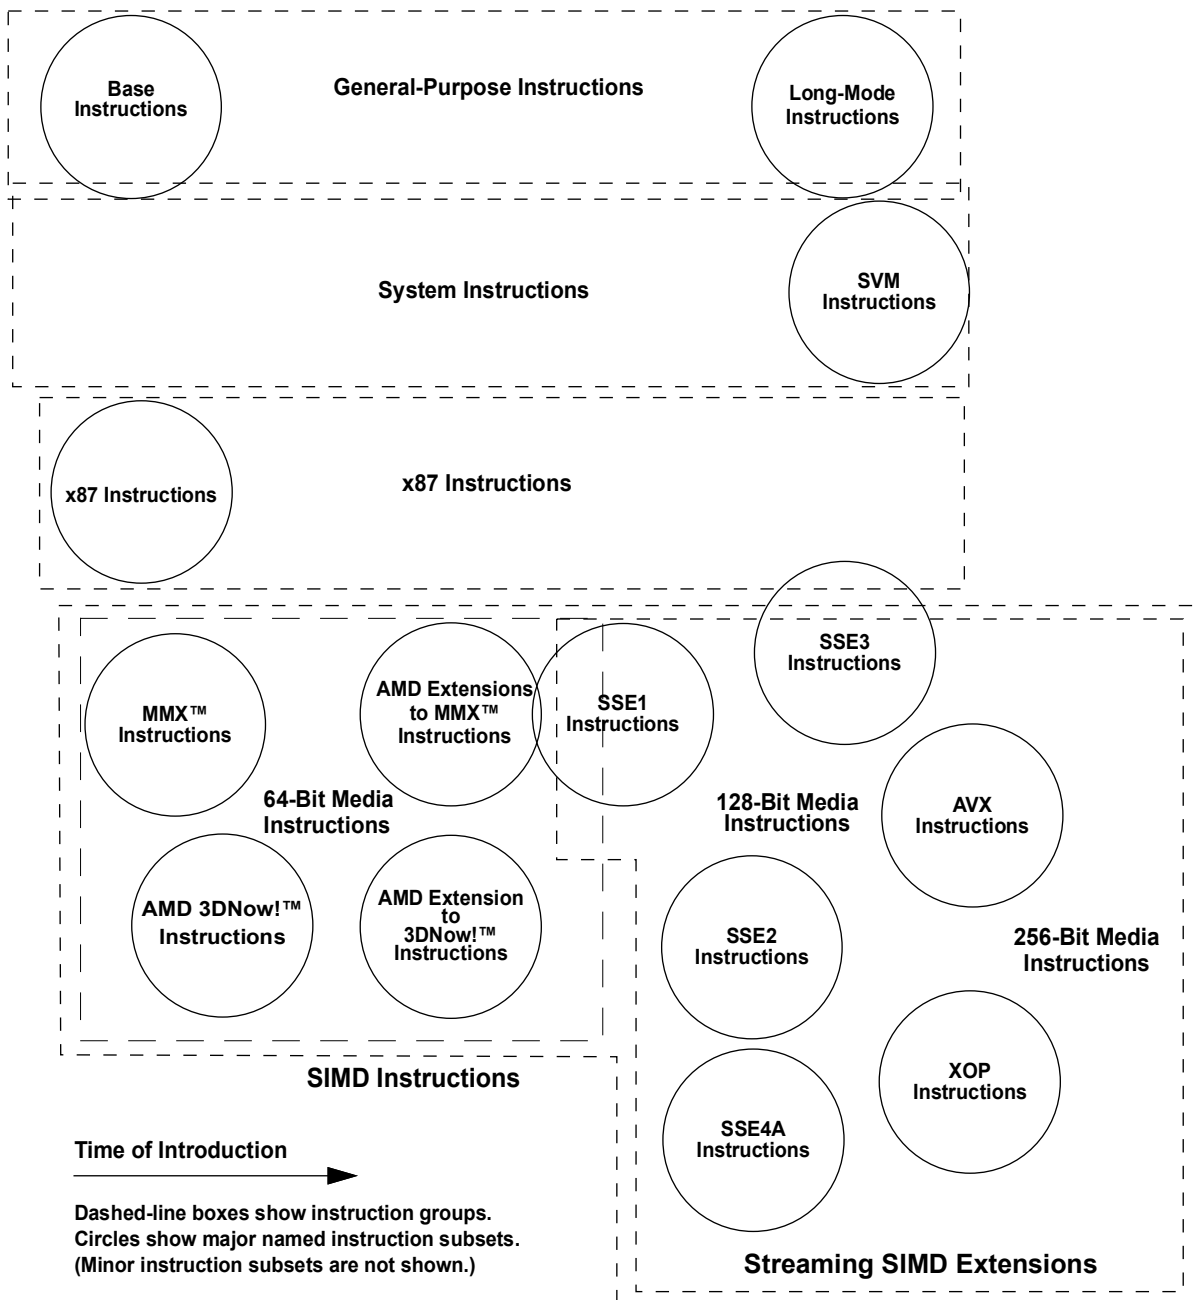 Base
Instructions
General-Purpose Instructions
Long-Mode
Instructions
System Instructions
SVM
Instructions
x87 Instructions
x87 Instructions
MMX™
Instructions
AMD Extensions
to MMX™
Instructions
SSE1
Instructions
SSE3
Instructions
64-Bit Media
Instructions
128-Bit Media
Instructions
AVX
Instructions
AMD 3DNow!™
Instructions
AMD Extension
to
3DNow!™
Instructions
SSE2
Instructions
256-Bit Media
Instructions
SIMD Instructions
XOP
Instructions
SSE4A
Instructions
Time of Introduction
Dashed-line boxes show instruction groups.
Circles show major named instruction subsets.
(Minor instruction subsets are not shown.)
Streaming SIMD Extensions